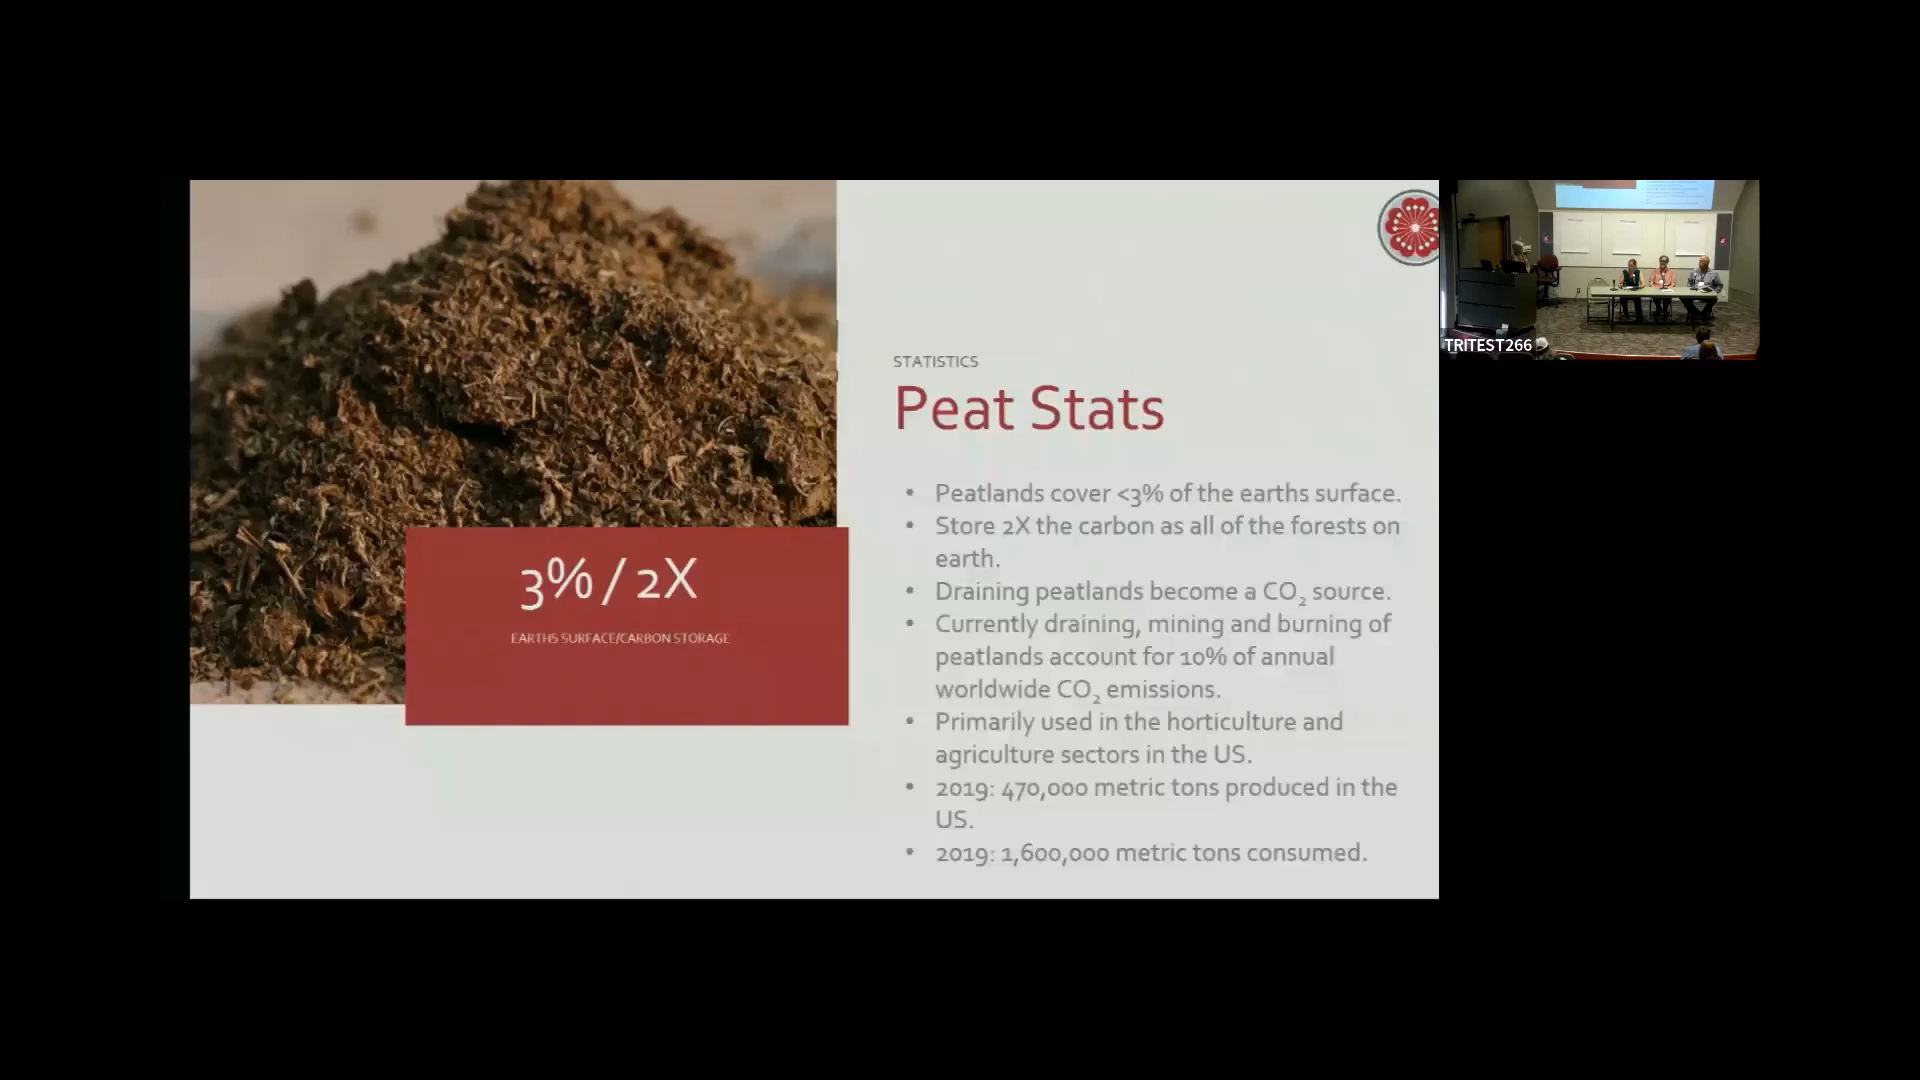 STATISTICS
Peat Stats
• Peatlands cover <3% of the earths surface.
• Store 2X the carbon as all of the forests on
earth.
• Draining peatlands become a CO₂ source.
• Currently draining, mining and burning of
peatlands account for 10% of annual
worldwide CO₂ emissions.
• Primarily used in the horticulture and
agriculture sectors in the US.
• 2019: 470,000 metric tons produced in the
US.
• 2019: 1,600,000 metric tons consumed.
3% / 2X
EARTHS SURFACE/CARBON STORAGE
TRITEST266